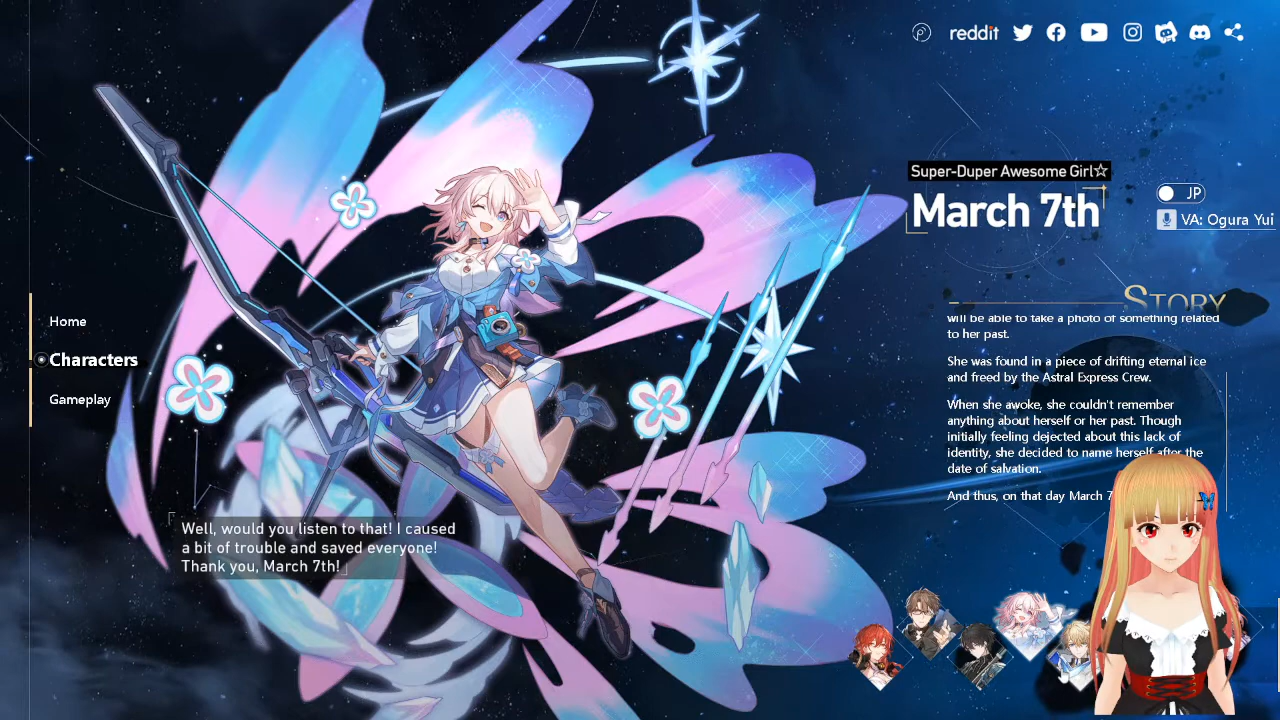 reddit
Super-Duper Awesome Girl☆
March 7th
JP
VA: Ogura Yui
Home
Characters
Gameplay
STORY
will be able to take a photo of something related
to her past.
She was found in a piece of drifting eternal ice
and freed by the Astral Express Crew.
When she awoke, she couldn't remember
anything about herself or her past. Though
initially feeling dejected about this lack of
identity, she decided to name herself after the
date of salvation.
And thus, on that day March 7
「Well, would you listen to that! I caused
a bit of trouble and saved everyone!
Thank you, March 7th!」